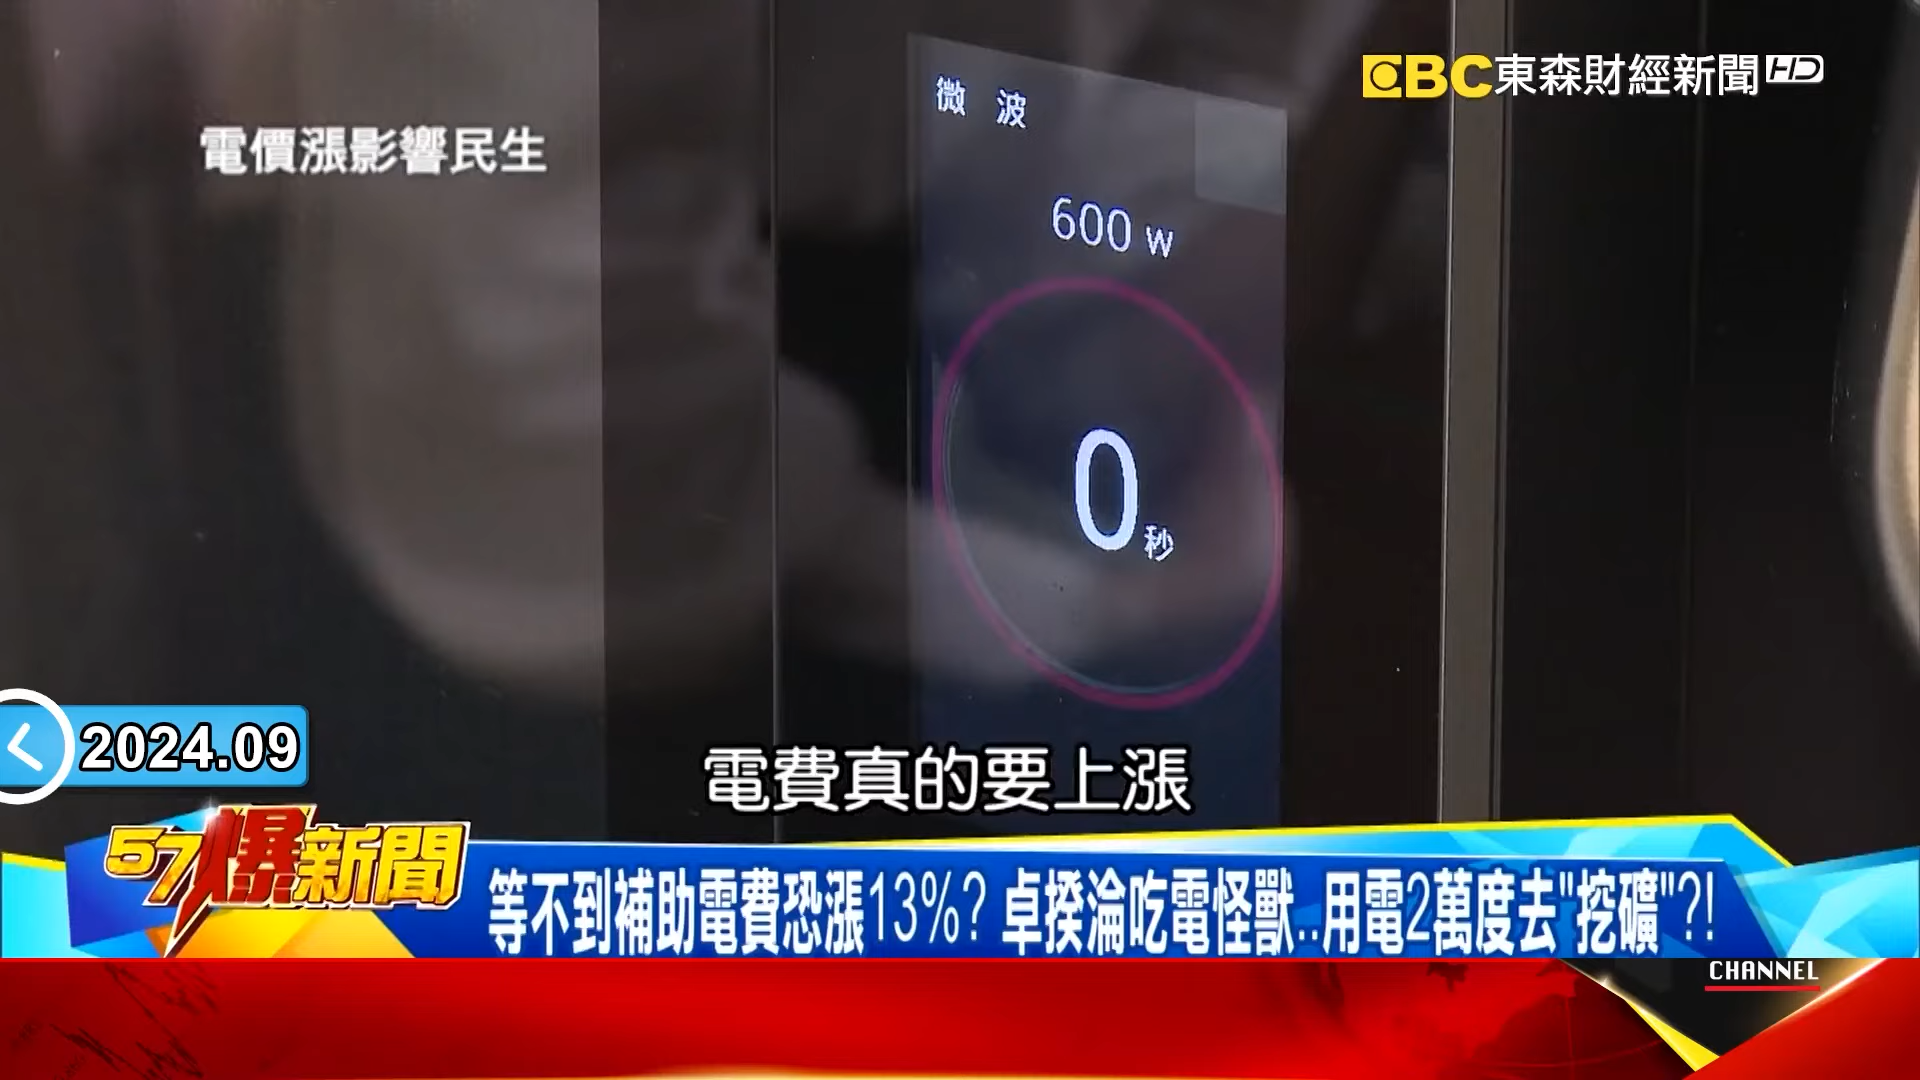 EBC東森財經新聞HD
電價漲影響民生
微 波
600 w
0秒
2024.09
電費真的要上漲
57爆新聞
等不到補助電費恐漲13%? 卓揆淪吃電怪獸..用電2萬度去"挖礦"?!
CHANNEL